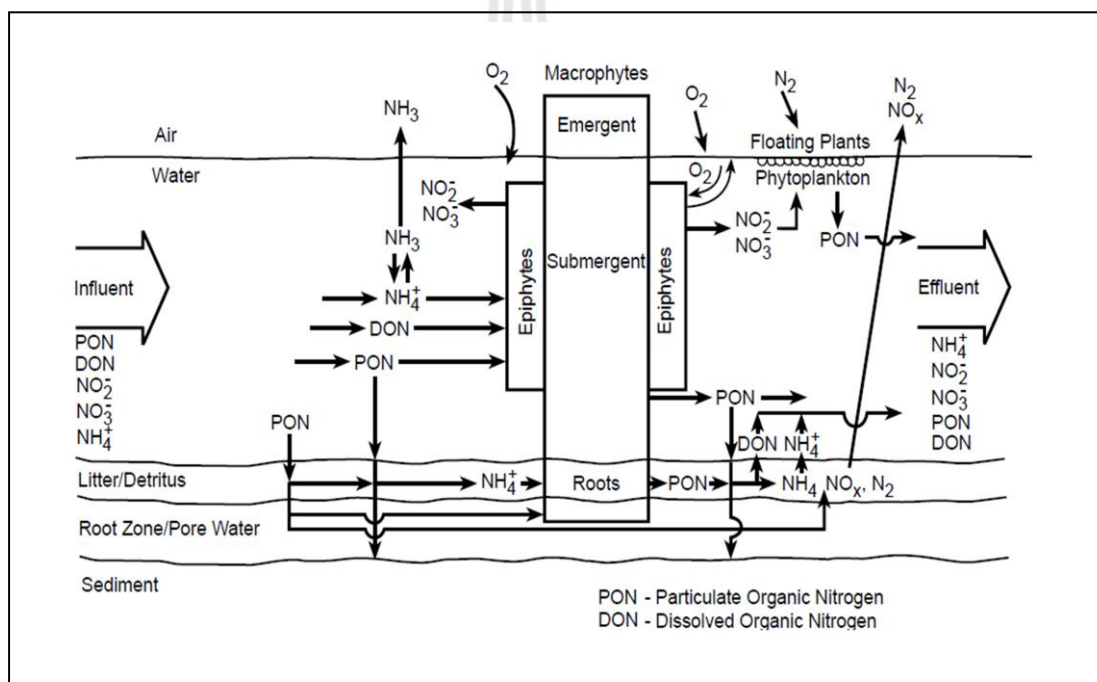 O₂
Macrophytes
N₂
N₂
NOₓ
NH₃
O₂
Emergent
Air
Floating Plants
Water
O₂
Phytoplankton
NO₂⁻
NO₃⁻
NO₂⁻
NO₃⁻
PON
NH₃
Epiphytes
Submergent
Epiphytes
Influent
NH₄⁺
Effluent
DON
PON
DON
NO₂⁻
NO₃⁻
NH₄⁺
PON
NH₄⁺
NO₂⁻
NO₃⁻
PON
DON
PON
PON
DON NH₄⁺
Litter/Detritus
NH₄⁺
Roots
PON
NH₄ NOₓ, N₂
Root Zone/Pore Water
Sediment
PON - Particulate Organic Nitrogen
DON - Dissolved Organic Nitrogen